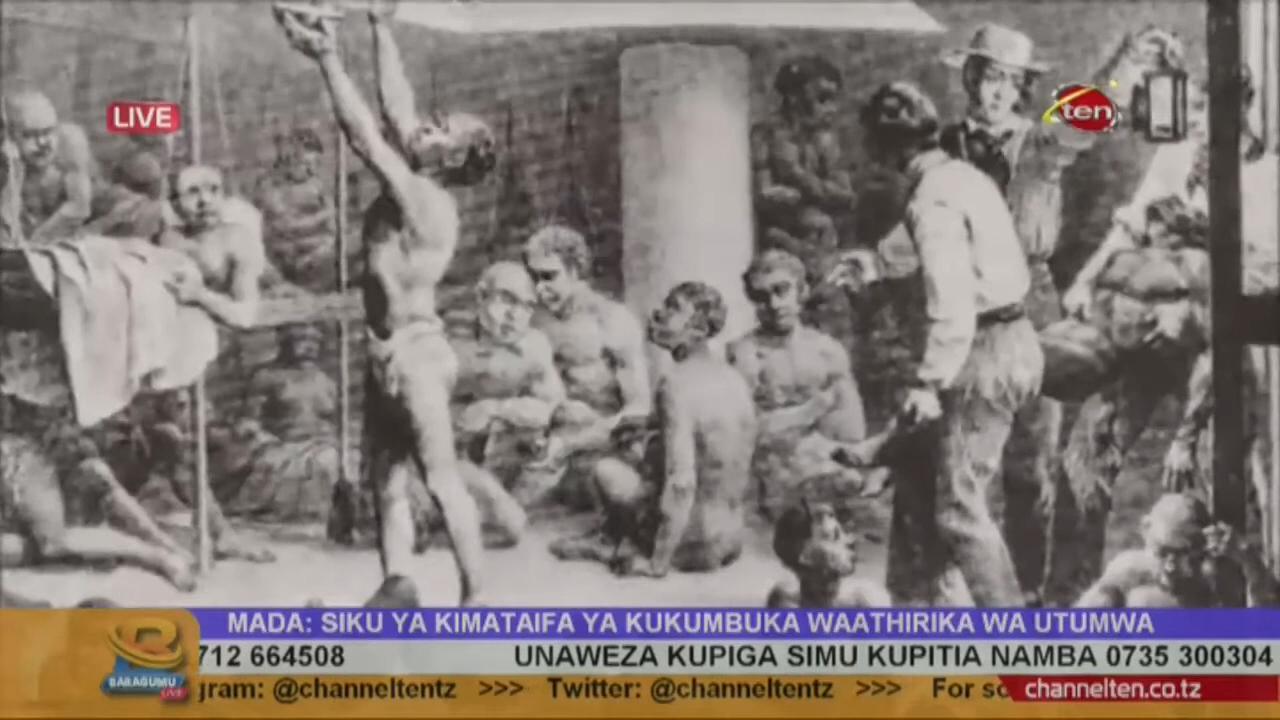 LIVE
ten
MADA: SIKU YA KIMATAIFA YA KUKUMBUKA WAATHIRIKA WA UTUMWA
712 664508 UNAWEZA KUPIGA SIMU KUPITIA NAMBA 0735 300304
BARAGUMU
LIVE
gram: @channeltentz >>> Twitter: @channeltentz >>> For
channelten.co.tz